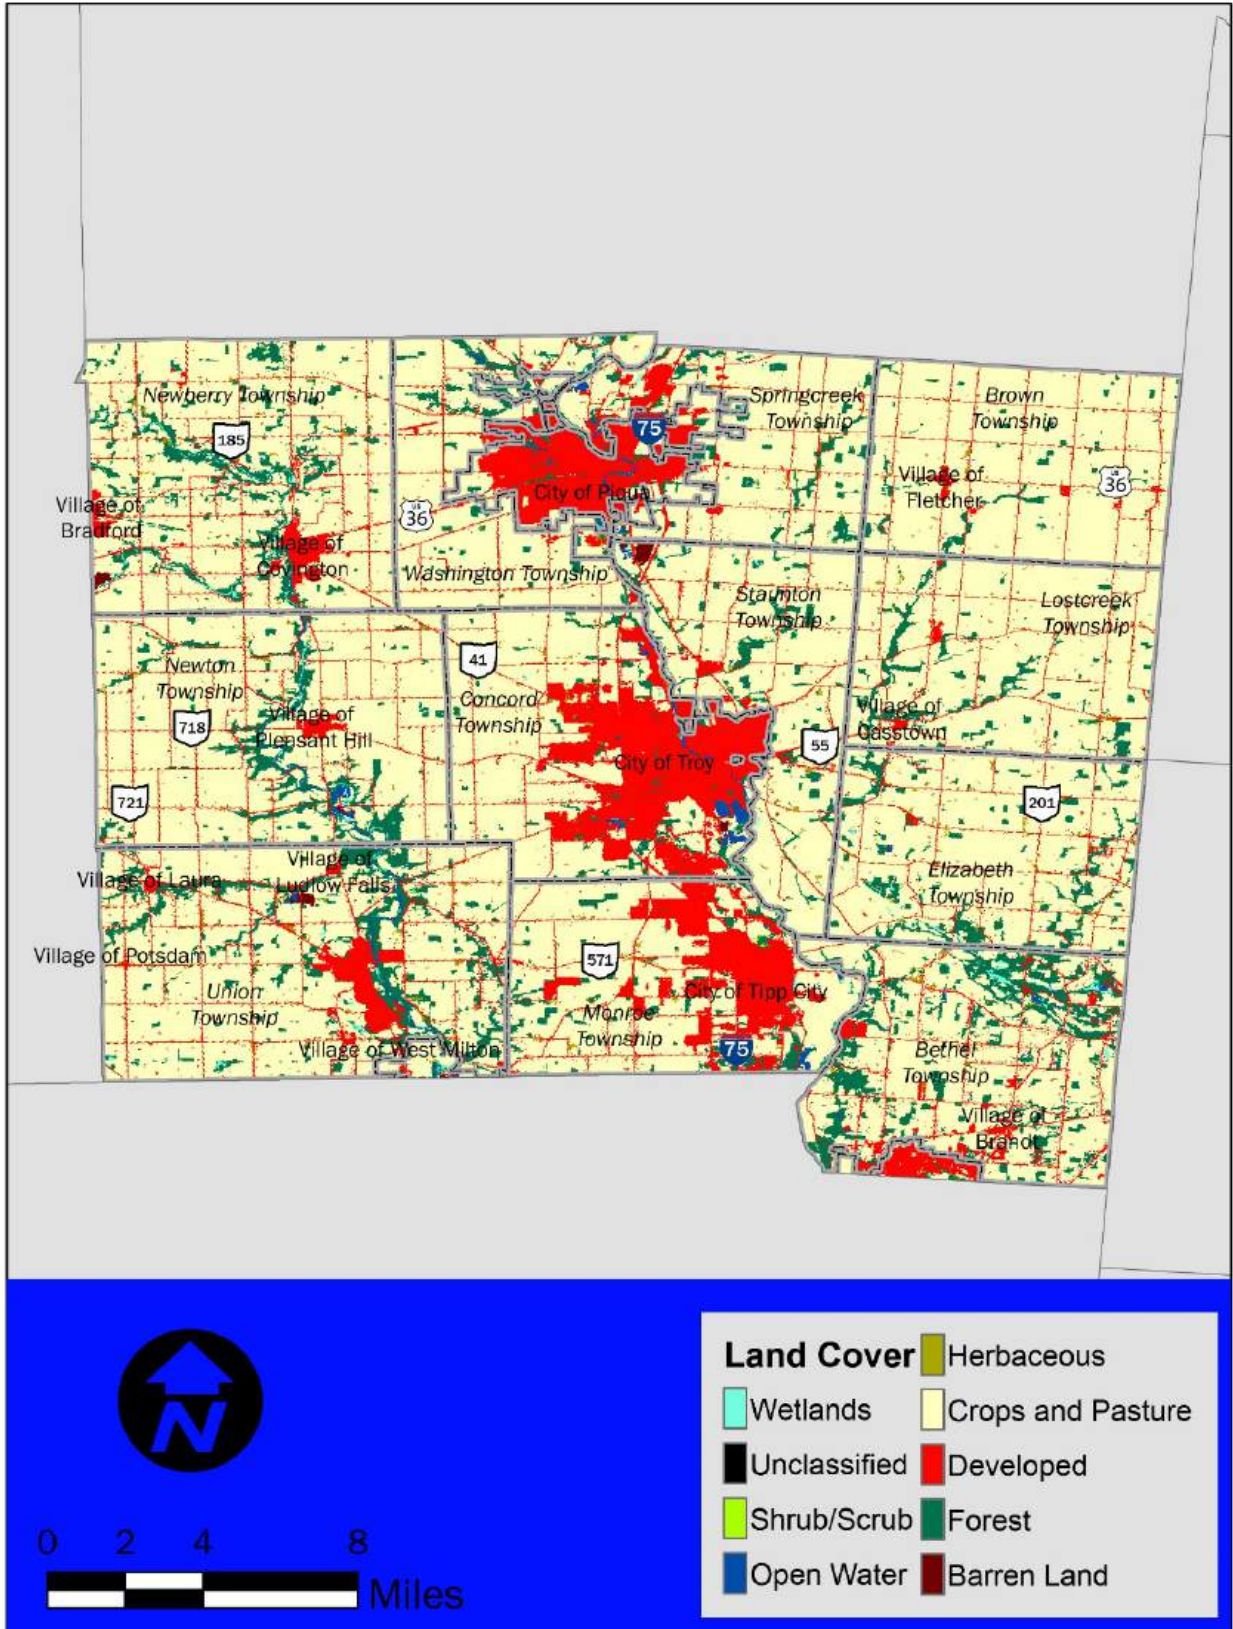 Newberry Township
185
Springcreek
Township
Brown
Township
75
Village of
Fletcher
US
36
Village of
Bradford
US
36
City of Piqua
Village of
Covington
Washington Township
Staunton
Township
Lostcreek
Township
Newton
Township
41
Concord
Township
718
Village of
Pleasant Hill
Village of
Casstown
55
City of Troy
721
201
Village of
Ludlow Falls
Village of Laura
Elizabeth
township
Village of Potsdam
571
Union
Township
City of Tipp City
Monroe
Township
Village of West Milton
75
Bethel
Township
Village of
Brandt
N
0 2 4 8
Miles
Land Cover
Wetlands
Unclassified
Shrub/Scrub
Open Water
Herbaceous
Crops and Pasture
Developed
Forest
Barren Land